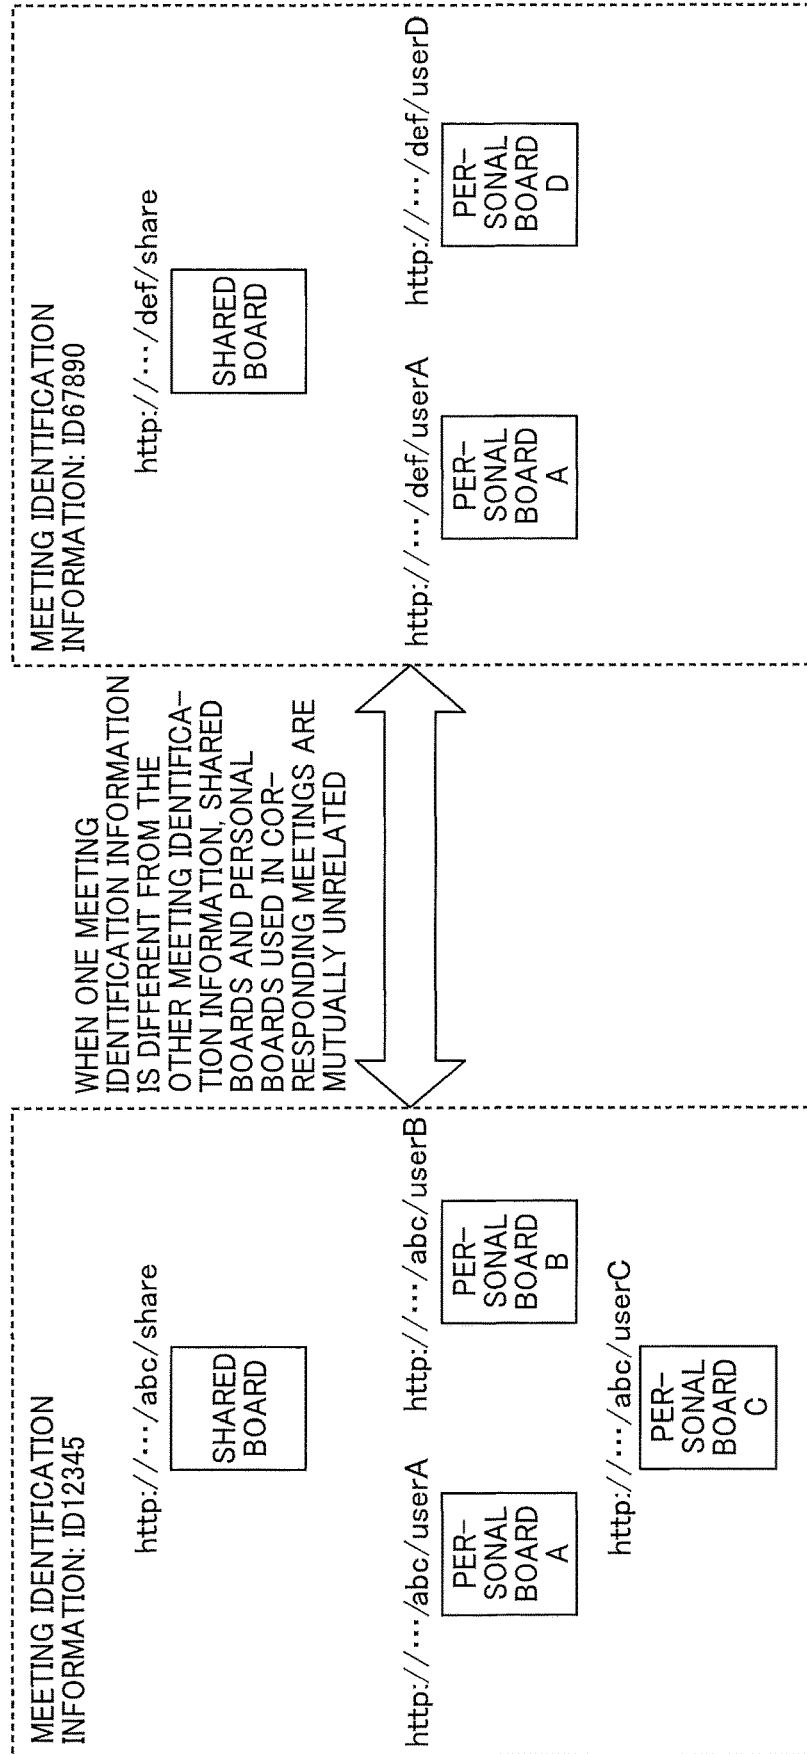 MEETING IDENTIFICATION
INFORMATION: ID12345
http://···/abc/share
SHARED
BOARD
http://···/abc/userA
PER-
SONAL
BOARD
A
http://···/abc/userB
PER-
SONAL
BOARD
B
http://···/abc/userC
PER-
SONAL
BOARD
C
WHEN ONE MEETING
IDENTIFICATION INFORMATION
IS DIFFERENT FROM THE
OTHER MEETING IDENTIFICA-
TION INFORMATION, SHARED
BOARDS AND PERSONAL
BOARDS USED IN COR-
RESPONDING MEETINGS ARE
MUTUALLY UNRELATED
MEETING IDENTIFICATION
INFORMATION: ID67890
http://···/def/share
SHARED
BOARD
http://···/def/userA
PER-
SONAL
BOARD
A
http://···/def/userD
PER-
SONAL
BOARD
D